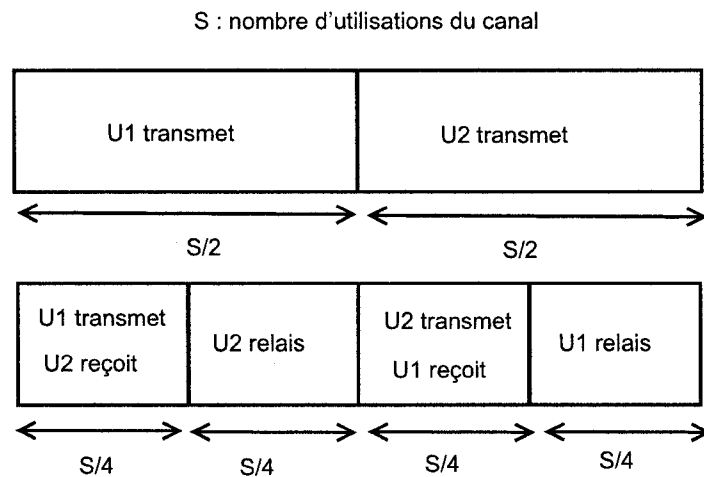 S : nombre d'utilisations du canal
U1 transmet
U2 transmet
S/2
S/2
U1 transmet
U2 reçoit
U2 relais
U2 transmet
U1 reçoit
U1 relais
S/4
S/4
S/4
S/4